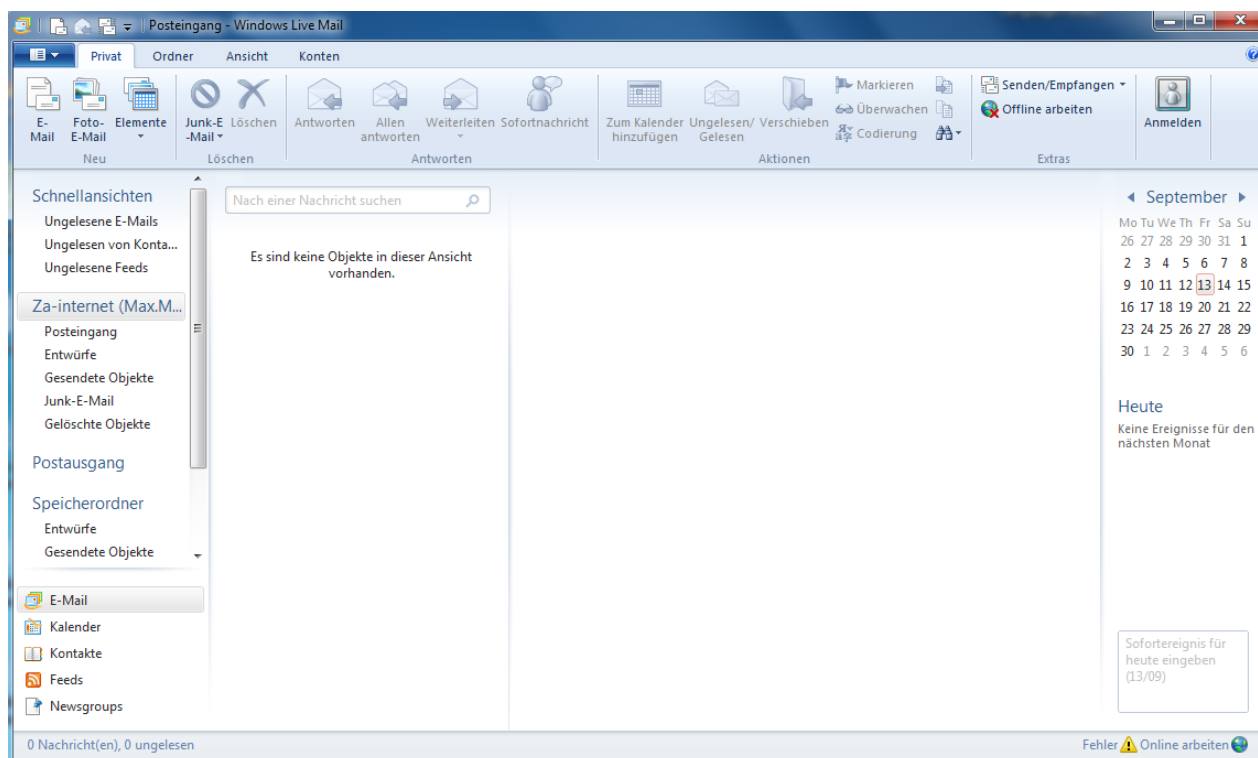 Posteingang - Windows Live Mail
Privat Ordner Ansicht Konten
E-Mail
Foto-E-Mail
Elemente
Neu
Junk-E-Mail
Löschen
Löschen
Antworten
Allen antworten
Weiterleiten
Sofortnachricht
Antworten
Zum Kalender hinzufügen
Ungelesen/Gelesen
Verschieben
Markieren
Überwachen
Codierung
Aktionen
Senden/Empfangen
Offline arbeiten
Extras
Anmelden
Schnellansichten
Ungelesene E-Mails
Ungelesen von Konta...
Ungelesene Feeds
Za-internet (Max.M...
Posteingang
Entwürfe
Gesendete Objekte
Junk-E-Mail
Gelöschte Objekte
Postausgang
Speicherordner
Entwürfe
Gesendete Objekte
E-Mail
Kalender
Kontakte
Feeds
Newsgroups
Nach einer Nachricht suchen
Es sind keine Objekte in dieser Ansicht
vorhanden.
September
Mo Tu We Th Fr Sa Su
26 27 28 29 30 31 1
2 3 4 5 6 7 8
9 10 11 12 13 14 15
16 17 18 19 20 21 22
23 24 25 26 27 28 29
30 1 2 3 4 5 6
Heute
Keine Ereignisse für den
nächsten Monat
Sofortereignis für
heute eingeben
(13/09)
0 Nachricht(en), 0 ungelesen
Fehler Online arbeiten